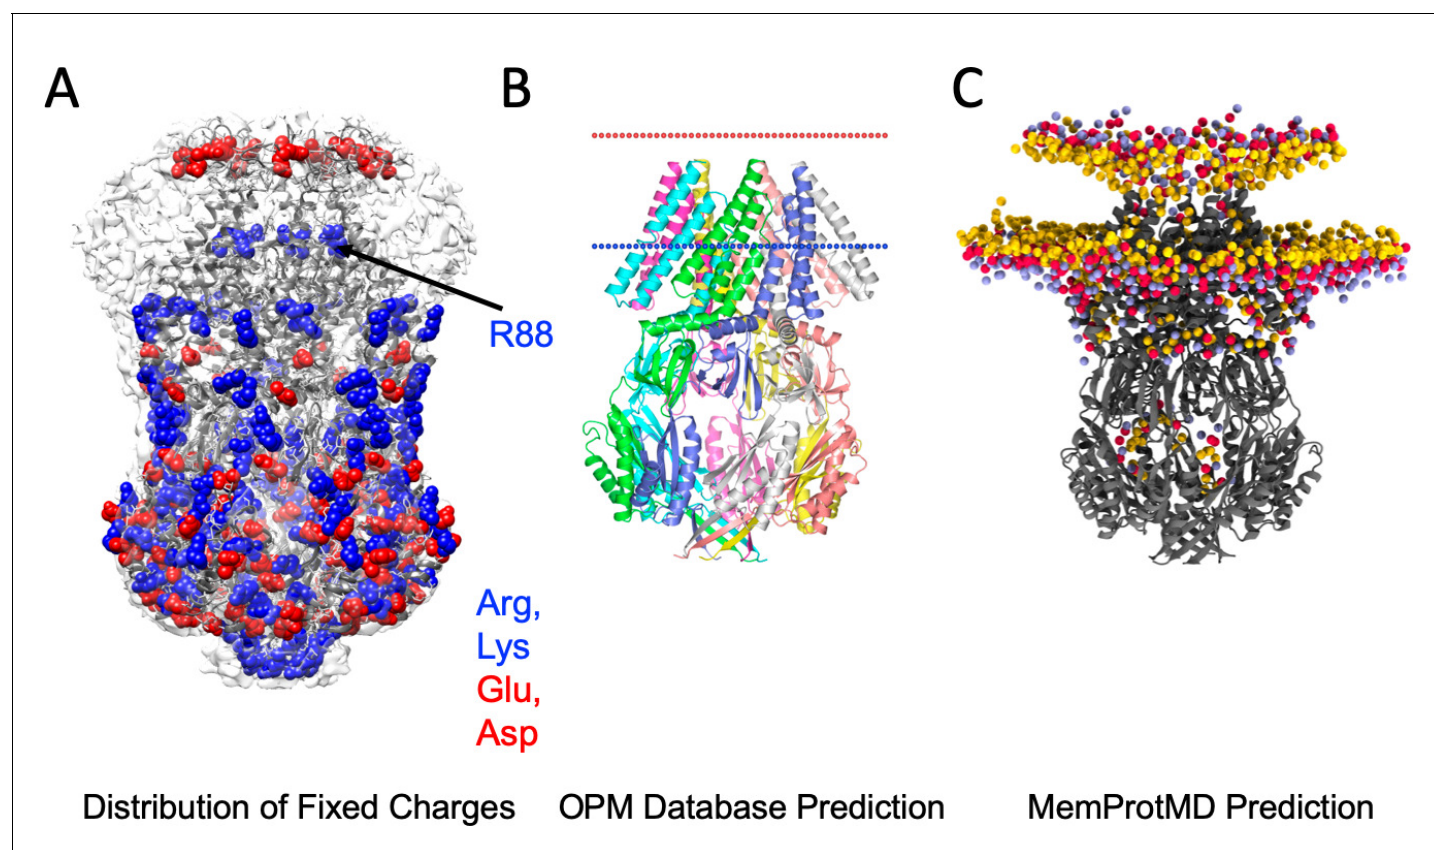 A
B
C
R88
Arg,
Lys
Glu,
Asp
Distribution of Fixed Charges
OPM Database Prediction
MemProtMD Prediction